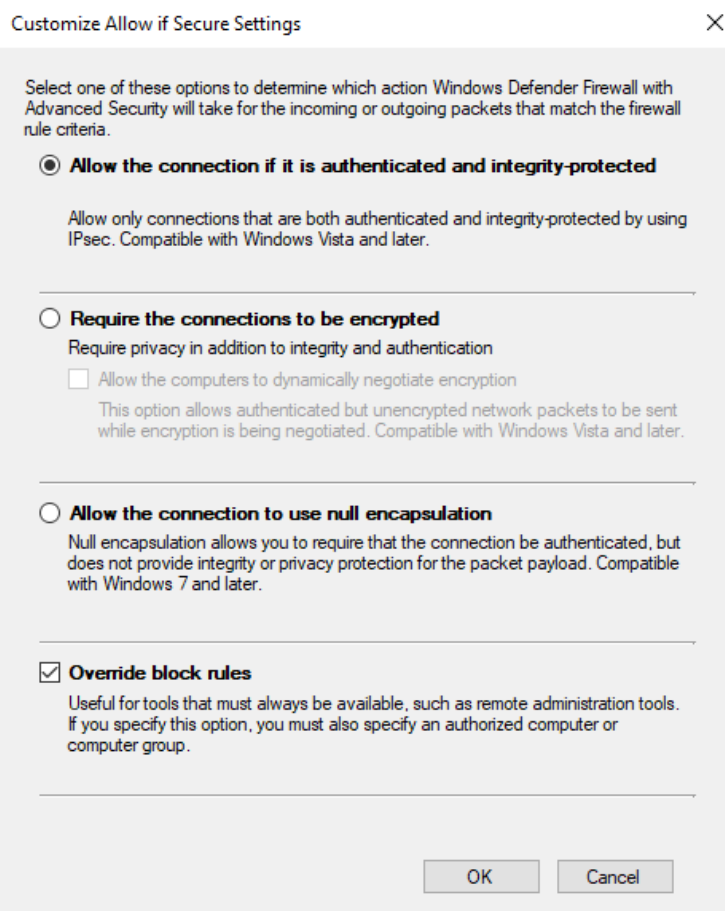 Customize Allow if Secure Settings
Select one of these options to determine which action Windows Defender Firewall with
Advanced Security will take for the incoming or outgoing packets that match the firewall
rule criteria.
Allow the connection if it is authenticated and integrity-protected
Allow only connections that are both authenticated and integrity-protected by using
IPsec. Compatible with Windows Vista and later.
Require the connections to be encrypted
Require privacy in addition to integrity and authentication
Allow the computers to dynamically negotiate encryption
This option allows authenticated but unencrypted network packets to be sent
while encryption is being negotiated. Compatible with Windows Vista and later.
Allow the connection to use null encapsulation
Null encapsulation allows you to require that the connection be authenticated, but
does not provide integrity or privacy protection for the packet payload. Compatible
with Windows 7 and later.
Override block rules
Useful for tools that must always be available, such as remote administration tools.
If you specify this option, you must also specify an authorized computer or
computer group.
OK
Cancel